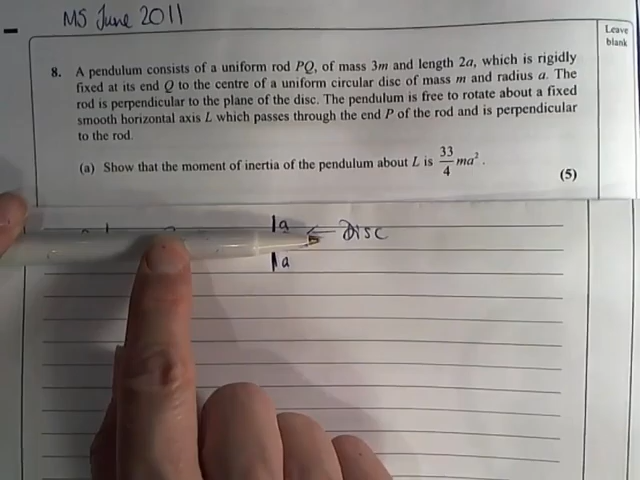 MS June 2011
Leave
blank
8. A pendulum consists of a uniform rod PQ, of mass 3m and length 2a, which is rigidly
fixed at its end Q to the centre of a uniform circular disc of mass m and radius a. The
rod is perpendicular to the plane of the disc. The pendulum is free to rotate about a fixed
smooth horizontal axis L which passes through the end P of the rod and is perpendicular
to the rod.
(a) Show that the moment of inertia of the pendulum about L is 33/4 ma².
(5)
a ← Disc
a